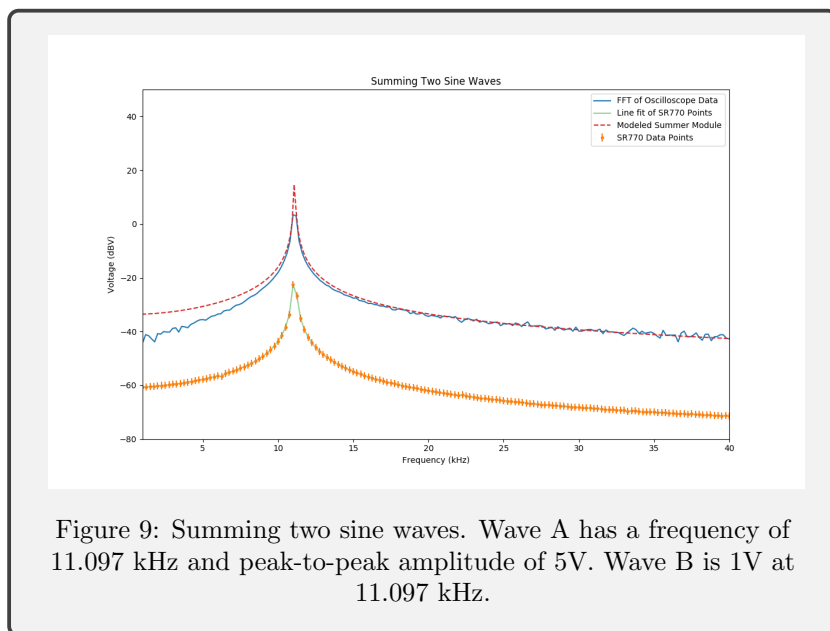 Summing Two Sine Waves
FFT of Oscilloscope Data
Line fit of SR770 Points
Modeled Summer Module
SR770 Data Points
Voltage (dBV)
40
20
0
−20
−40
−60
−80
5 10 15 20 25 30 35 40
Frequency (kHz)
Figure 9: Summing two sine waves. Wave A has a frequency of
11.097 kHz and peak-to-peak amplitude of 5V. Wave B is 1V at
11.097 kHz.